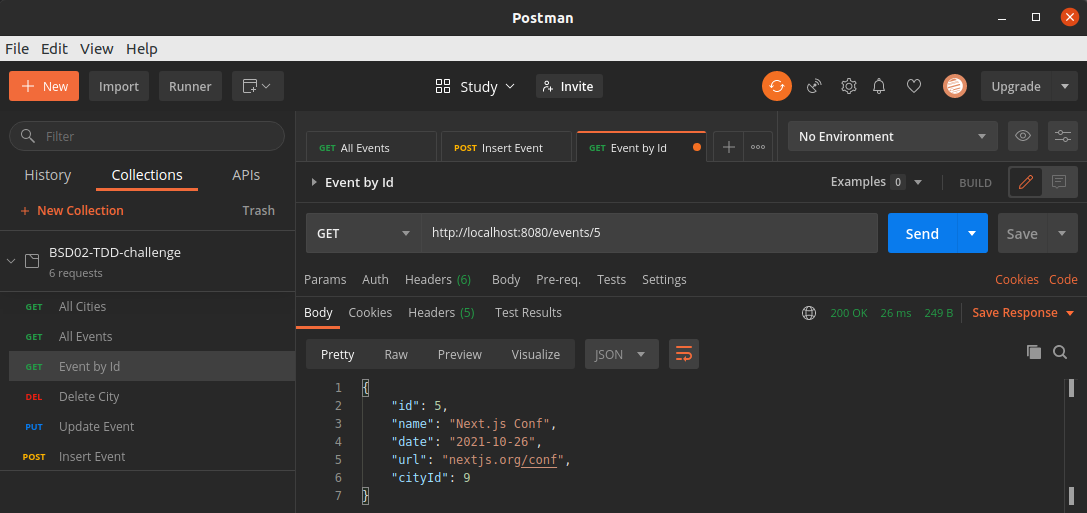 Postman
File Edit View Help
+ New Import Runner Study Invite Upgrade
Filter
History Collections APIs
+ New Collection Trash
BSD02-TDD-challenge
6 requests
GET All Cities
GET All Events
GET Event by Id
DEL Delete City
PUT Update Event
POST Insert Event
GET All Events POST Insert Event GET Event by Id + ooo No Environment
Event by Id Examples 0 BUILD
GET http://localhost:8080/events/5 Send Save
Params Auth Headers (6) Body Pre-req. Tests Settings Cookies Code
Body Cookies Headers (5) Test Results 200 OK 26 ms 249 B Save Response
Pretty Raw Preview Visualize JSON
1 {
2 "id": 5,
3 "name": "Next.js Conf",
4 "date": "2021-10-26",
5 "url": "nextjs.org/conf",
6 "cityId": 9
7 }